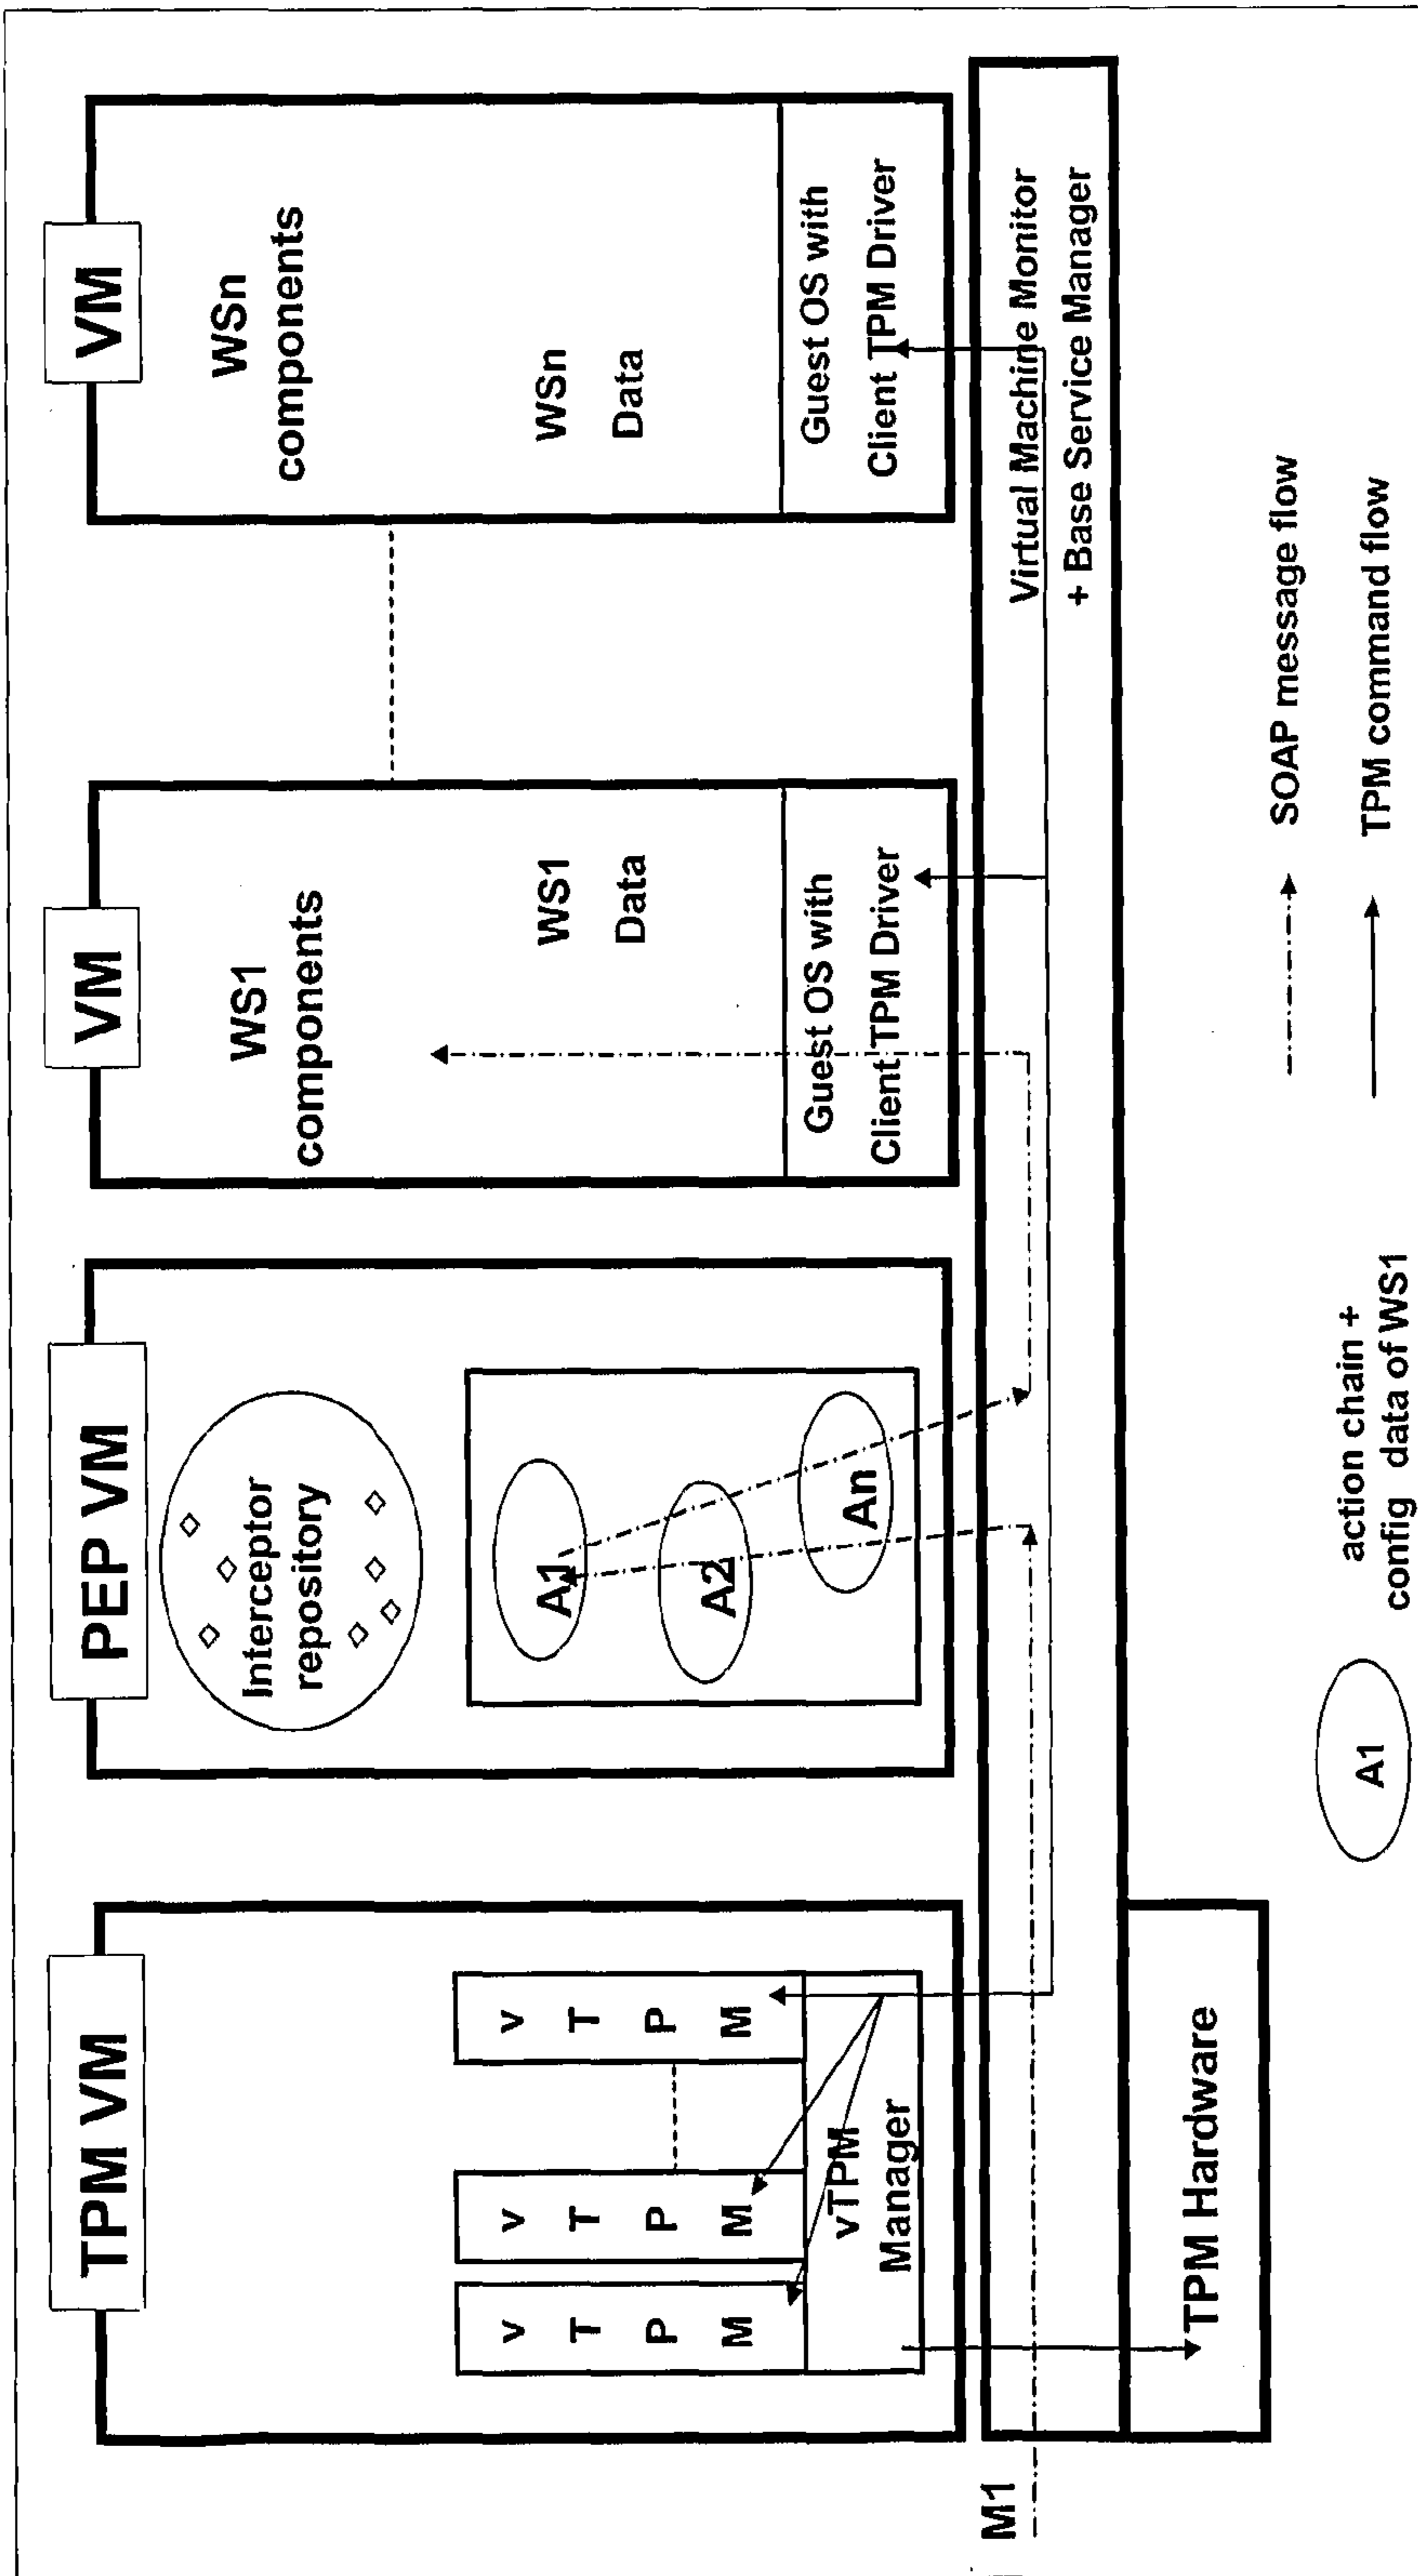 TPM VM
v
T
P
M
v
T
P
M
v
T
P
M
vTPM
Manager
PEP VM
Interceptor
repository
A1
A2
An
VM
WS1
components
WS1
Data
Guest OS with
Client TPM Driver
VM
WSn
components
WSn
Data
Guest OS with
Client TPM Driver
M1
Virtual Machine Monitor
+ Base Service Manager
TPM Hardware
SOAP message flow
TPM command flow
A1
action chain +
config data of WS1